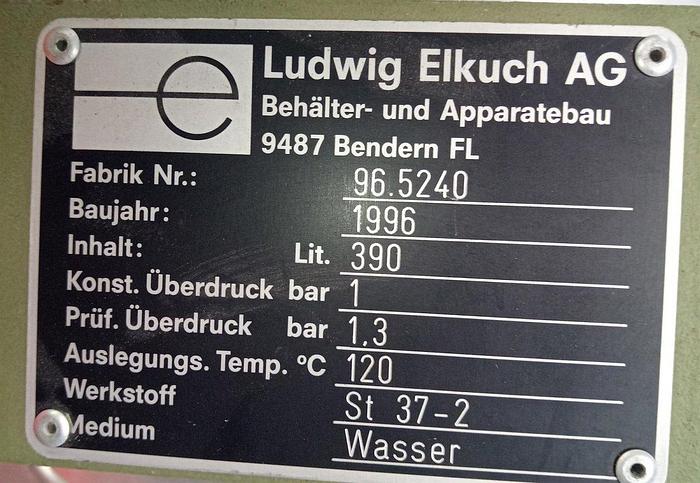 e
Ludwig Elkuch AG
Behälter- und Apparatebau
9487 Bendern FL
Fabrik Nr.: 96.5240
Baujahr: 1996
Inhalt: Lit. 390
Konst. Überdruck bar 1
Prüf. Überdruck bar 1,3
Auslegungs. Temp. °C 120
Werkstoff St 37-2
Medium Wasser